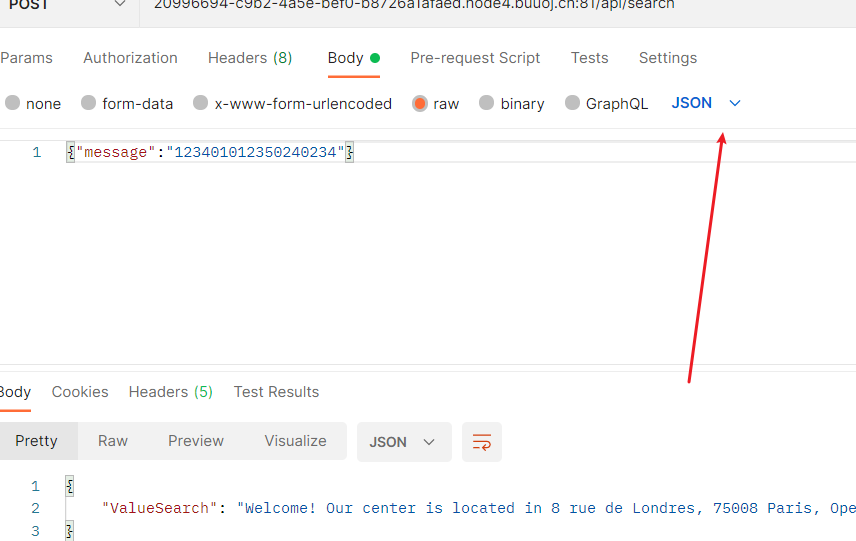 POST 20996694-c9b2-4a5e-bef0-b8726a1afaed.node4.buuoj.cn:81/api/search
Params Authorization Headers (8) Body Pre-request Script Tests Settings
none form-data x-www-form-urlencoded raw binary GraphQL JSON
1 {"message":"123401012350240234"}
Body Cookies Headers (5) Test Results
Pretty Raw Preview Visualize JSON
1 {
2 "ValueSearch": "Welcome! Our center is located in 8 rue de Londres, 75008 Paris, Ope
3 }